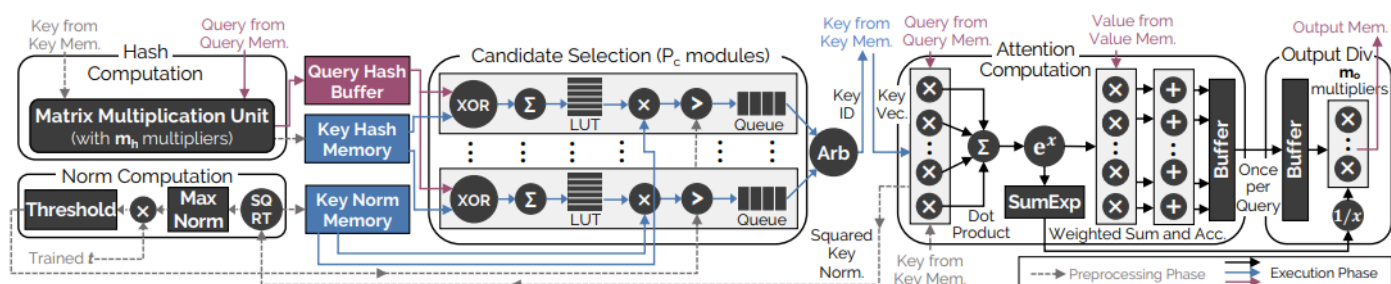 Key from
Key Mem.
Query from
Query Mem.
Hash
Computation
Matrix Multiplication Unit
(with mh multipliers)
Norm Computation
Threshold
×
Max
Norm
SQ
RT
Trained t
Query Hash
Buffer
Key Hash
Memory
Key Norm
Memory
Candidate Selection (Pc modules)
XOR
Σ
LUT
×
>
Queue
XOR
Σ
LUT
×
>
Queue
Arb
Key from
Key Mem.
Key
ID
Key
Vec.
Query from
Query Mem.
Attention
Computation
Value from
Value Mem.
×
×
×
×
Σ
Dot
Product
e^x
SumExp
×
×
×
×
+
+
+
+
Buffer
Weighted Sum and Acc.
Squared
Key
Norm.
Key from
Key Mem.
Once
per
Query
Output Mem.
Output Div.
mo
multipliers
Buffer
×
×
1/x
Preprocessing Phase
Execution Phase